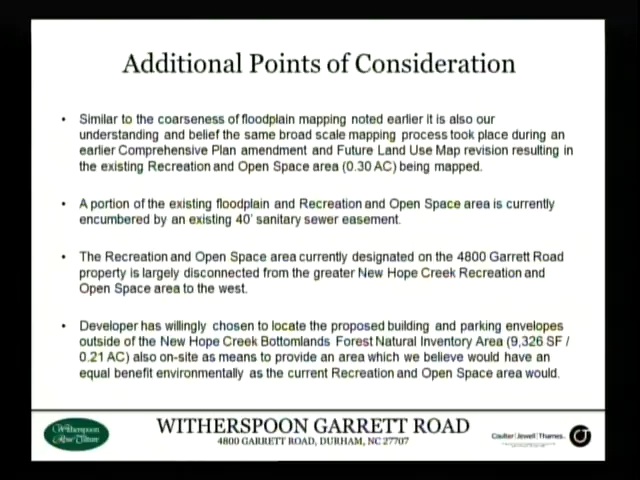 Additional Points of Consideration
• Similar to the coarseness of floodplain mapping noted earlier it is also our
understanding and belief the same broad scale mapping process took place during an
earlier Comprehensive Plan amendment and Future Land Use Map revision resulting in
the existing Recreation and Open Space area (0.30 AC) being mapped.
• A portion of the existing floodplain and Recreation and Open Space area is currently
encumbered by an existing 40' sanitary sewer easement.
• The Recreation and Open Space area currently designated on the 4800 Garrett Road
property is largely disconnected from the greater New Hope Creek Recreation and
Open Space area to the west.
• Developer has willingly chosen to locate the proposed building and parking envelopes
outside of the New Hope Creek Bottomlands Forest Natural Inventory Area (9,326 SF /
0.21 AC) also on-site as means to provide an area which we believe would have an
equal benefit environmentally as the current Recreation and Open Space area would.
Witherspoon
Rose Culture
WITHERSPOON GARRETT ROAD
4800 GARRETT ROAD, DURHAM, NC 27707
Coulter|Jewell|Thames